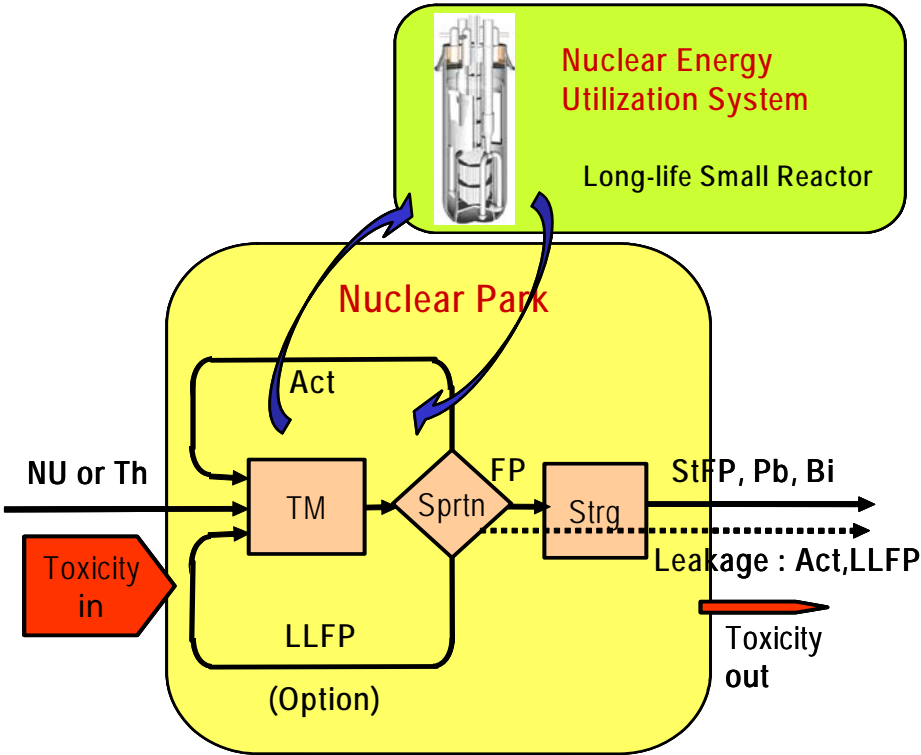 Nuclear Energy
Utilization System
Long-life Small Reactor
Nuclear Park
Act
NU or Th
TM
Sprtn
FP
Strg
StFP, Pb, Bi
Leakage : Act,LLFP
Toxicity
in
LLFP
(Option)
Toxicity
out